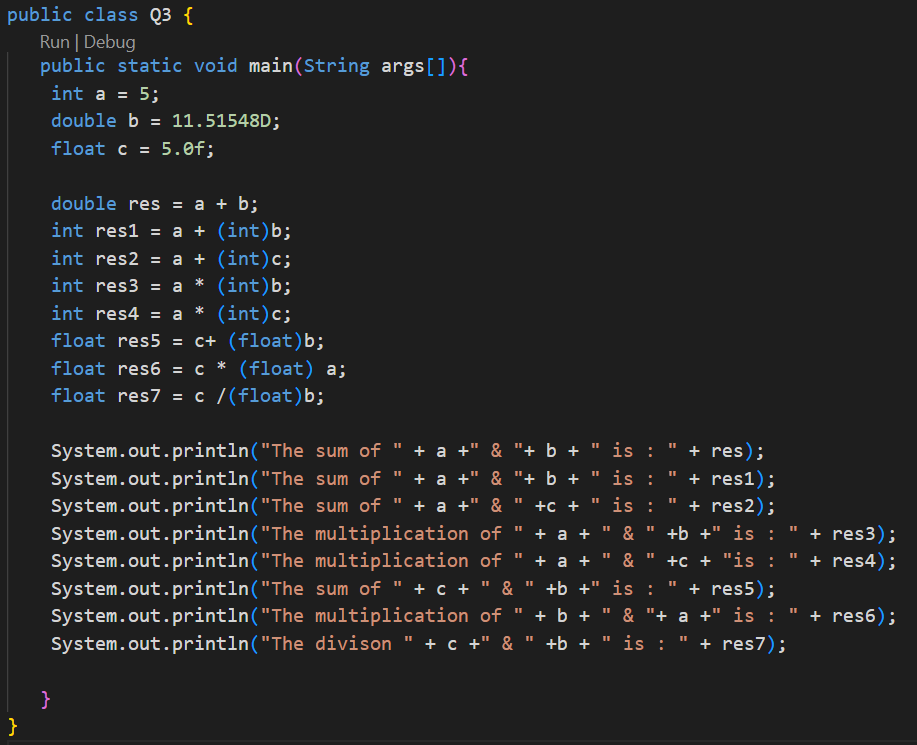 public class Q3 {
Run | Debug
public static void main(String args[]){
int a = 5;
double b = 11.51548D;
float c = 5.0f;
double res = a + b;
int res1 = a + (int)b;
int res2 = a + (int)c;
int res3 = a * (int)b;
int res4 = a * (int)c;
float res5 = c+ (float)b;
float res6 = c * (float) a;
float res7 = c /(float)b;
System.out.println("The sum of " + a +" & "+ b + " is : " + res);
System.out.println("The sum of " + a +" & "+ b + " is : " + res1);
System.out.println("The sum of " + a +" & " +c + " is : " + res2);
System.out.println("The multiplication of " + a + " & " +b +" is : " + res3);
System.out.println("The multiplication of " + a + " & " +c + "is : " + res4);
System.out.println("The sum of " + c + " & " +b +" is : " + res5);
System.out.println("The multiplication of " + b + " & "+ a +" is : " + res6);
System.out.println("The divison " + c +" & " +b + " is : " + res7);
}
}